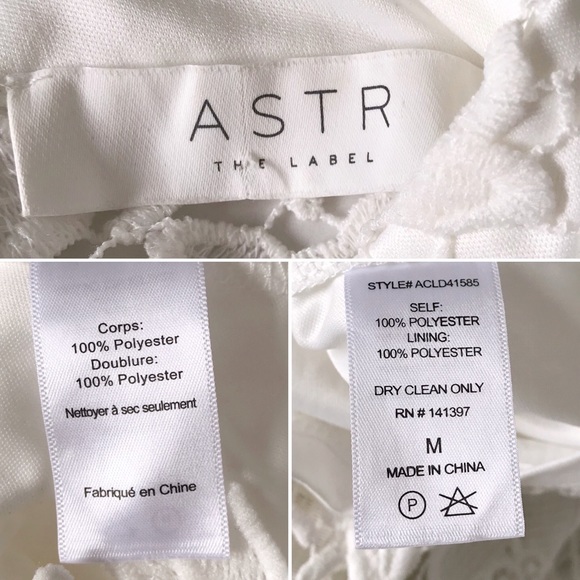 ASTR
THE LABEL
Corps:
100% Polyester
Doublure:
100% Polyester
Nettoyer à sec seulement
Fabriqué en Chine
STYLE# ACLD41585
SELF:
100% POLYESTER
LINING:
100% POLYESTER
DRY CLEAN ONLY
RN # 141397
M
MADE IN CHINA
P